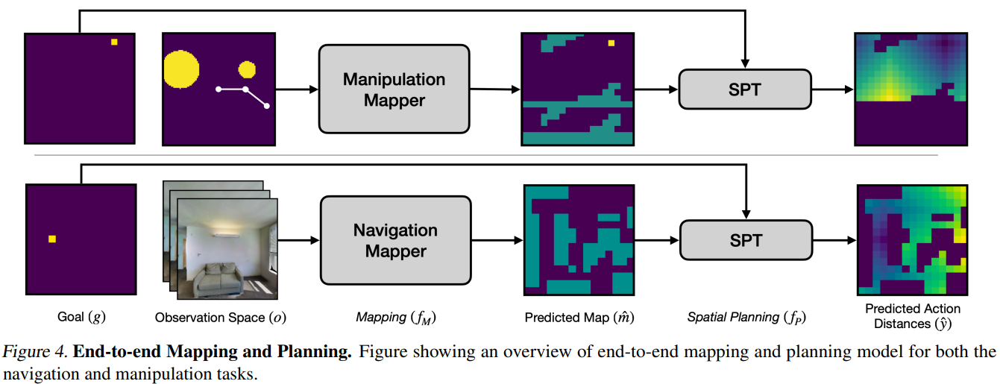 Manipulation
Mapper
SPT
Navigation
Mapper
SPT
Goal (g)
Observation Space (o)
Mapping (f_M)
Predicted Map (m̂)
Spatial Planning (f_P)
Predicted Action
Distances (ŷ)
Figure 4. End-to-end Mapping and Planning. Figure showing an overview of end-to-end mapping and planning model for both the
navigation and manipulation tasks.